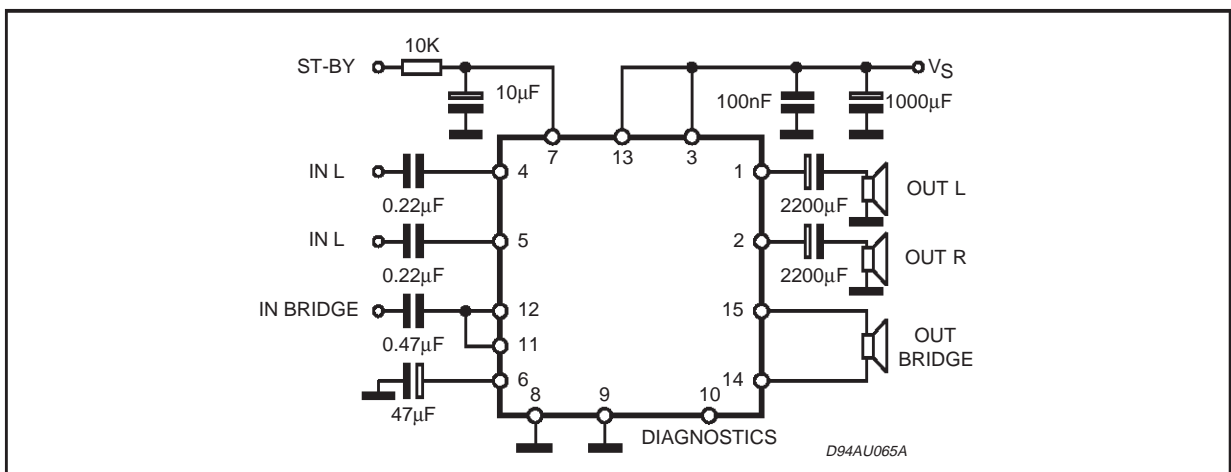 10K
ST-BY
10μF
100nF
1000μF
VS
7
13
3
IN L
0.22μF
4
1
2200μF
OUT L
IN L
0.22μF
5
2
2200μF
OUT R
IN BRIDGE
0.47μF
12
11
15
OUT
BRIDGE
47μF
6
14
8
9
10
DIAGNOSTICS
D94AU065A